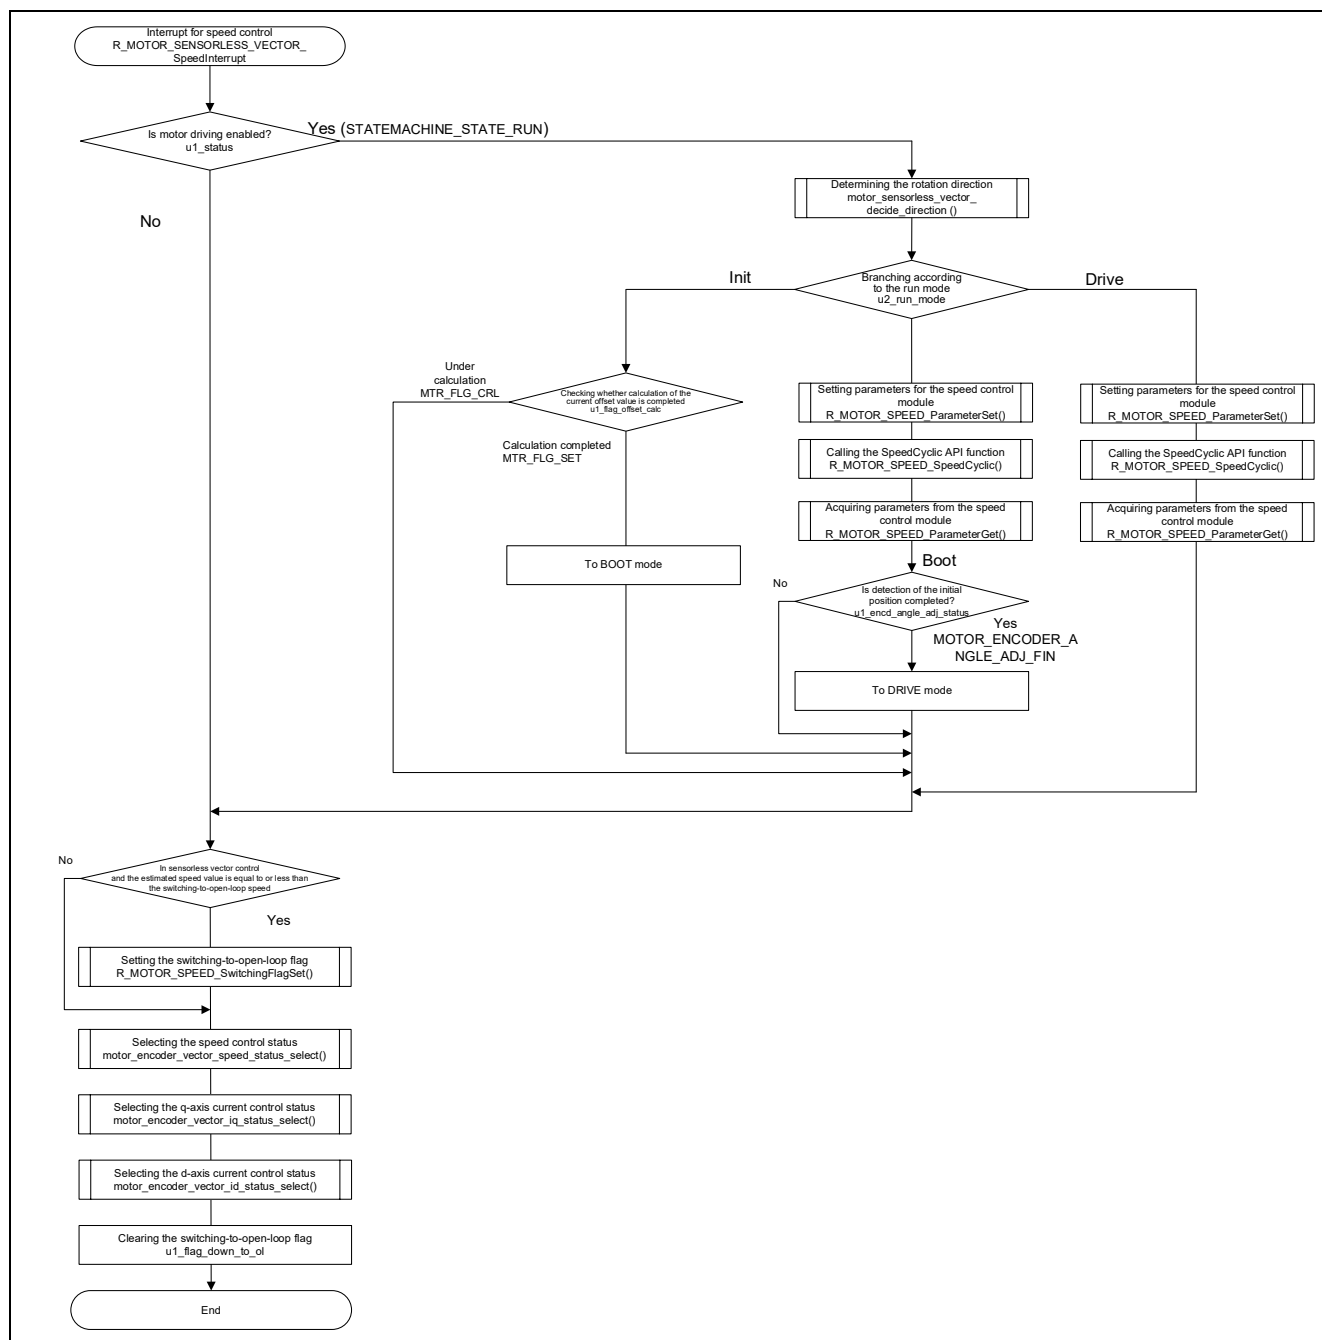 Interrupt for speed control
R_MOTOR_SENSORLESS_VECTOR_
SpeedInterrupt
Is motor driving enabled?
u1_status
Yes (STATEMACHINE_STATE_RUN)
No
Determining the rotation direction
motor_sensorless_vector_
decide_direction ()
Branching according
to the run mode
u2_run_mode
Init
Drive
Under
calculation
MTR_FLG_CRL
Checking whether calculation of the
current offset value is completed
u1_flag_offset_calc
Calculation completed
MTR_FLG_SET
To BOOT mode
Setting parameters for the speed control
module
R_MOTOR_SPEED_ParameterSet()
Calling the SpeedCyclic API function
R_MOTOR_SPEED_SpeedCyclic()
Acquiring parameters from the speed
control module
R_MOTOR_SPEED_ParameterGet()
Boot
No
Is detection of the initial
position completed?
u1_encd_angle_adj_status
Yes
MOTOR_ENCODER_A
NGLE_ADJ_FIN
To DRIVE mode
Setting parameters for the speed control
module
R_MOTOR_SPEED_ParameterSet()
Calling the SpeedCyclic API function
R_MOTOR_SPEED_SpeedCyclic()
Acquiring parameters from the speed
control module
R_MOTOR_SPEED_ParameterGet()
No
In sensorless vector control
and the estimated speed value is equal to or less than
the switching-to-open-loop speed
Yes
Setting the switching-to-open-loop flag
R_MOTOR_SPEED_SwitchingFlagSet()
Selecting the speed control status
motor_encoder_vector_speed_status_select()
Selecting the q-axis current control status
motor_encoder_vector_iq_status_select()
Selecting the d-axis current control status
motor_encoder_vector_id_status_select()
Clearing the switching-to-open-loop flag
u1_flag_down_to_ol
End